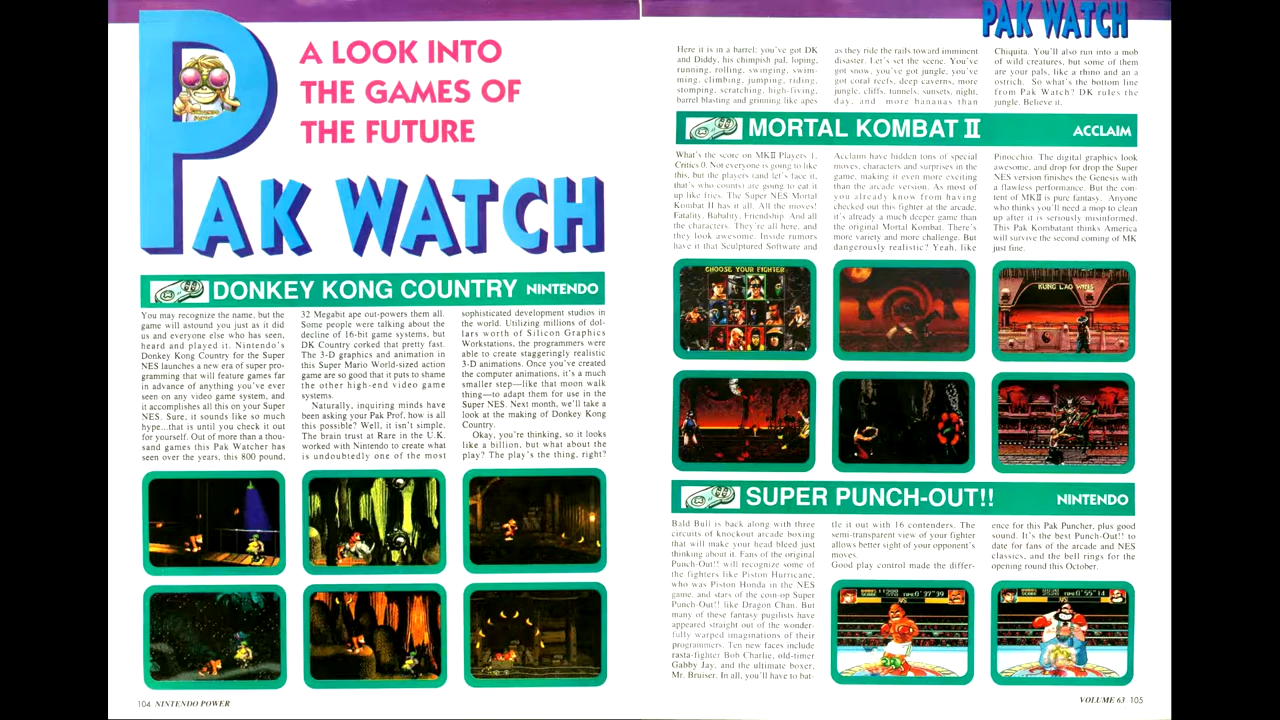 PAK WATCH
A LOOK INTO
THE GAMES OF
THE FUTURE
DONKEY KONG COUNTRY NINTENDO
You may recognize the name, but the
game will astound you just as it did
us and everyone else who has seen,
heard and played it. Nintendo's
Donkey Kong Country for the Super
NES launches a new era of super pro-
gramming that will feature games far
in advance of anything you've ever
seen on any video game system, and
it accomplishes all this on your Super
NES. Sure, it sounds like so much
hype...that is until you check it out
for yourself. Out of more than a thou-
sand games this Pak Watcher has
seen over the years, this 800 pound,
32 Megabit ape out-powers them all.
Some people were talking about the
decline of 16-bit game systems, but
DK Country corked that pretty fast.
The 3-D graphics and animation in
this Super Mario World-sized action
game are so good that it puts to shame
the other high-end video game
systems.
Naturally, inquiring minds have
been asking your Pak Prof, how is all
this possible? Well, it isn't simple.
The brain trust at Rare in the U.K.
worked with Nintendo to create what
is undoubtedly one of the most
sophisticated development studios in
the world. Utilizing millions of dol-
lars worth of Silicon Graphics
Workstations, the programmers were
able to create staggeringly realistic
3-D animations. Once you've created
the computer animations, it's a much
smaller step—like that moon walk
thing—to adapt them for use in the
Super NES. Next month, we'll take a
look at the making of Donkey Kong
Country.
Okay, you're thinking, so it looks
like a billion, but what about the
play? The play's the thing, right?
104 NINTENDO POWER
PAK WATCH
Here it is in a barrel: you've got DK
and Diddy, his chimpish pal, loping,
running, rolling, swinging, swim-
ming, climbing, jumping, riding,
stomping, scratching, high-fiving,
barrel blasting and grinning like apes
as they ride the rails toward imminent
disaster. Let's set the scene. You've
got snow, you've got jungle, you've
got coral reefs, deep caverns, more
jungle, cliffs, tunnels, sunsets, night,
day, and more bananas than
Chiquita. You'll also run into a mob
of wild creatures, but some of them
are your pals, like a rhino and an a
ostrich. So what's the bottom line
from Pak Watch? DK rules the
jungle. Believe it.
MORTAL KOMBAT II ACCLAIM
What's the score on MKII Players 1,
Critics 0. Not everyone is going to like
this, but the players (and let's face it,
that's who counts) are going to eat it
up like fries. The Super NES Mortal
Kombat II has it all. All the moves!
Fatality, Babality, Friendship. And all
the characters. They're all here, and
they look awesome. Inside rumors
have it that Sculptured Software and
Acclaim have hidden tons of special
moves, characters and surprises in the
game, making it even more exciting
than the arcade version. As most of
you already know from having
checked out this fighter at the arcade,
it's already a much deeper game than
the original Mortal Kombat. There's
more variety and more challenge. But
dangerously realistic? Yeah, like
Pinocchio. The digital graphics look
awesome, and drop for drop the Super
NES version finishes the Genesis with
a flawless performance. But the con-
tent of MKII is pure fantasy. Anyone
who thinks you'll need a mop to clean
up after it is seriously misinformed.
This Pak Kombatant thinks America
will survive the second coming of MK
just fine.
CHOOSE YOUR FIGHTER
KUNG LAO WINS
SUPER PUNCH-OUT!! NINTENDO
Bald Bull is back along with three
circuits of knockout arcade boxing
that will make your head bleed just
thinking about it. Fans of the original
Punch-Out!! will recognize some of
the fighters like Piston Hurricane,
who was Piston Honda in the NES
game, and stars of the coin-op Super
Punch-Out!! like Dragon Chan. But
many of these fantasy pugilists have
appeared straight out of the wonder-
fully warped imaginations of their
programmers. Ten new faces include
rasta-fighter Bob Charlie, old-timer
Gabby Jay, and the ultimate boxer,
Mr. Bruiser. In all, you'll have to bat-
tle it out with 16 contenders. The
semi-transparent view of your fighter
allows better sight of your opponent's
moves.
Good play control made the differ-
ence for this Pak Puncher, plus good
sound. It's the best Punch-Out!! to
date for fans of the arcade and NES
classics, and the bell rings for the
opening round this October.
VOLUME 63 105